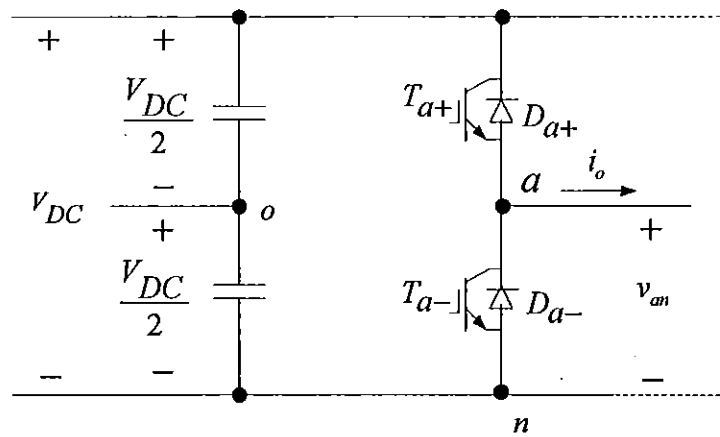 + +
V_DC
2
T_a+ D_a+
− a i_o
V_DC o
+ +
V_DC
2
T_a− D_a− v_an
− − −
n